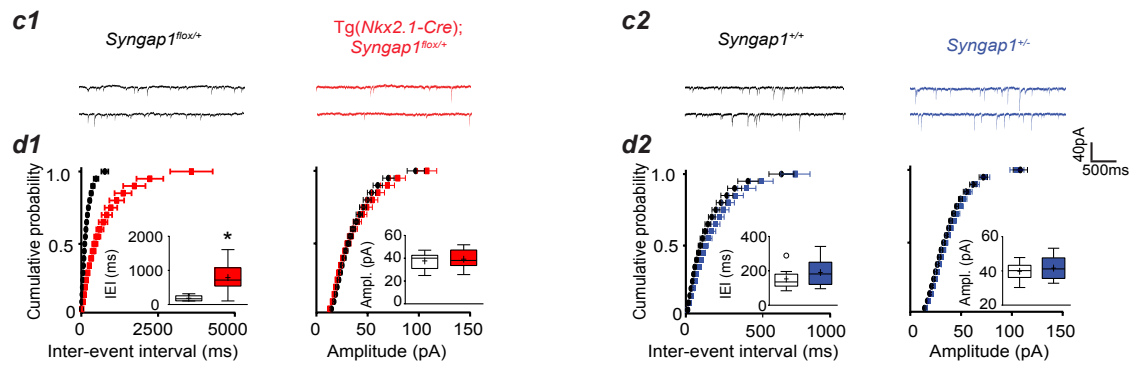 c1
Syngap1flox/+
Tg(Nkx2.1-Cre);
Syngap1flox/+
c2
Syngap1+/+
Syngap1+/-
40pA
500ms
d1
Cumulative probability
1.0
0.5
0
0
2500
5000
Inter-event interval (ms)
IEI (ms)
2000
1000
0
*
0
50
100
150
Amplitude (pA)
Ampl. (pA)
60
40
20
0
d2
Cumulative probability
1.0
0.5
0
0
500
1000
Inter-event interval (ms)
IEI (ms)
400
200
0
0
50
100
150
Amplitude (pA)
Ampl. (pA)
60
40
20